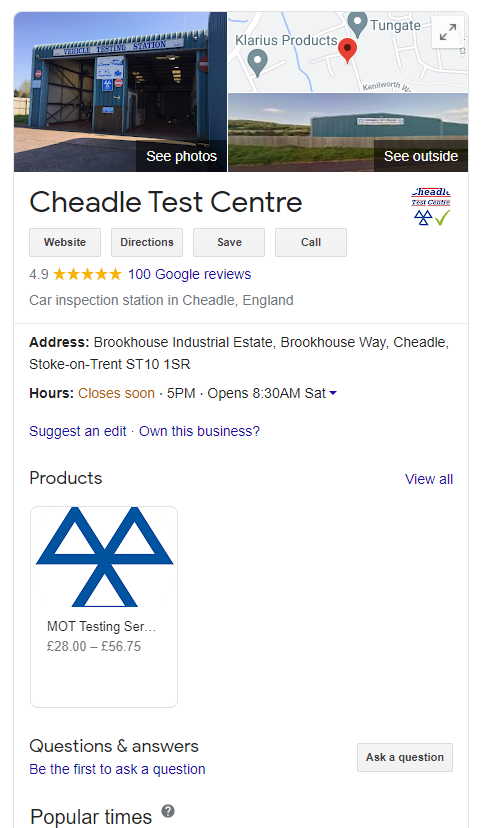 VEHICLE TESTING STATION
Klarius Products
Tungate
Kenilworth W
See photos
See outside
Cheadle Test Centre
Cheadle
Test Centre
Website
Directions
Save
Call
4.9 ★★★★★ 100 Google reviews
Car inspection station in Cheadle, England
Address: Brookhouse Industrial Estate, Brookhouse Way, Cheadle,
Stoke-on-Trent ST10 1SR
Hours: Closes soon · 5PM · Opens 8:30AM Sat
Suggest an edit · Own this business?
Products
View all
MOT Testing Ser...
£28.00 – £56.75
Questions & answers
Be the first to ask a question
Ask a question
Popular times ?